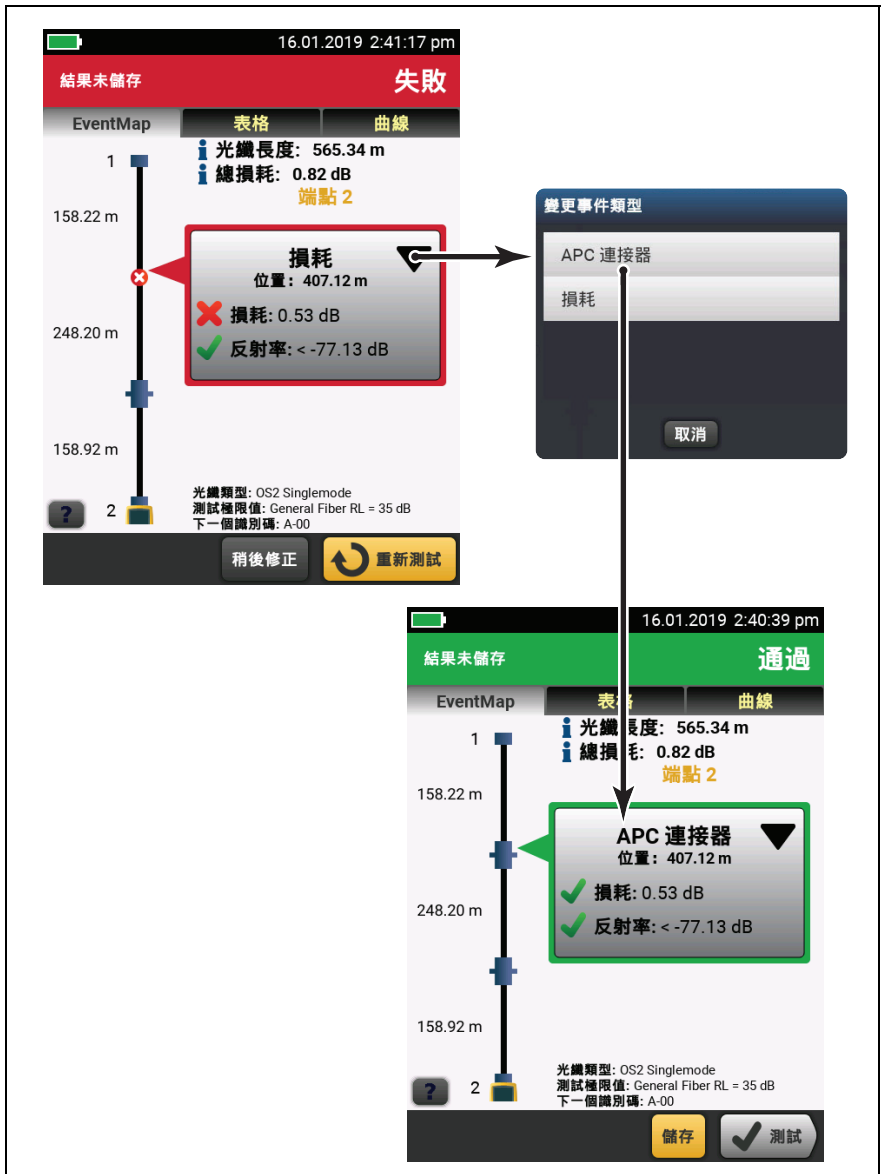 16.01.2019 2:41:17 pm
結果未儲存 失敗
EventMap 表格 曲線
1
光纖長度: 565.34 m
總損耗: 0.82 dB
端點 2
158.22 m
損耗
位置: 407.12 m
損耗: 0.53 dB
反射率: < -77.13 dB
248.20 m
158.92 m
光纖類型: OS2 Singlemode
測試極限值: General Fiber RL = 35 dB
下一個識別碼: A-00
? 2
稍後修正 重新測試
變更事件類型
APC 連接器
損耗
取消
16.01.2019 2:40:39 pm
結果未儲存 通過
EventMap 表格 曲線
1
光纖長度: 565.34 m
總損耗: 0.82 dB
端點 2
158.22 m
APC 連接器
位置: 407.12 m
損耗: 0.53 dB
反射率: < -77.13 dB
248.20 m
158.92 m
光纖類型: OS2 Singlemode
測試極限值: General Fiber RL = 35 dB
下一個識別碼: A-00
? 2
儲存 測試